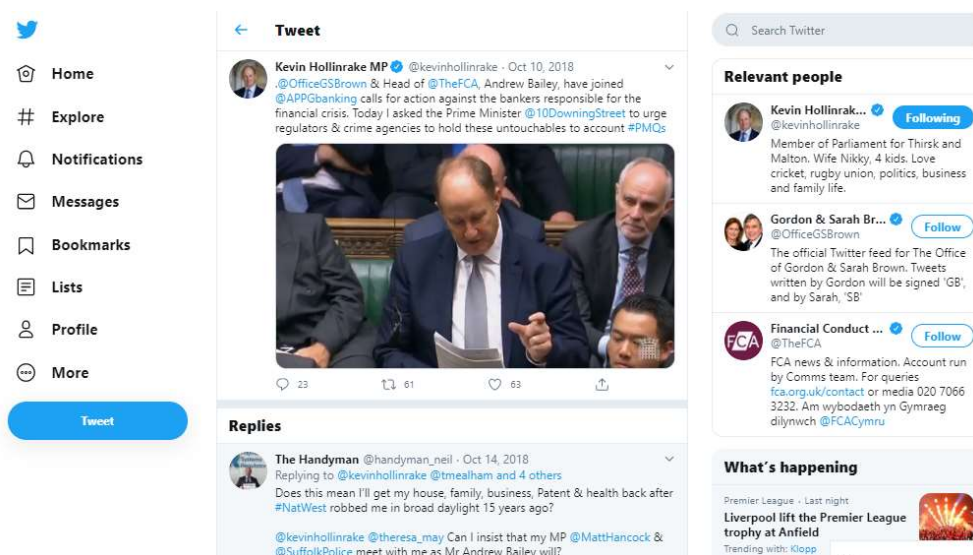 Home
Explore
Notifications
Messages
Bookmarks
Lists
Profile
More
Tweet
Tweet
Kevin Hollinrake MP @kevinhollinrake · Oct 10, 2018
.@OfficeGSBrown & Head of @TheFCA, Andrew Bailey, have joined
@APPGbanking calls for action against the bankers responsible for the
financial crisis. Today I asked the Prime Minister @10DowningStreet to urge
regulators & crime agencies to hold these untouchables to account #PMQs
23 61 63
Replies
The Handyman @handyman_neil · Oct 14, 2018
Replying to @kevinhollinrake @tmealham and 4 others
Does this mean I'll get my house, family, business, Patent & health back after
#NatWest robbed me in broad daylight 15 years ago?
@kevinhollinrake @theresa_may Can I insist that my MP @MattHancock &
@SuffolkPolice meet with me as Mr Andrew Bailey will?
Search Twitter
Relevant people
Kevin Hollinrak...
Following
@kevinhollinrake
Member of Parliament for Thirsk and
Malton. Wife Nikky, 4 kids. Love
cricket, rugby union, politics, business
and family life.
Gordon & Sarah Br...
Follow
@OfficeGSBrown
The official Twitter feed for The Office
of Gordon & Sarah Brown. Tweets
written by Gordon will be signed 'GB',
and by Sarah, 'SB'
FCA
Financial Conduct ...
Follow
@TheFCA
FCA news & information. Account run
by Comms team. For queries
fca.org.uk/contact or media 020 7066
3232. Am wybodaeth yn Gymraeg
dilynwch @FCACymru
What's happening
Premier League · Last night
Liverpool lift the Premier League
trophy at Anfield
Trending with: Klopp